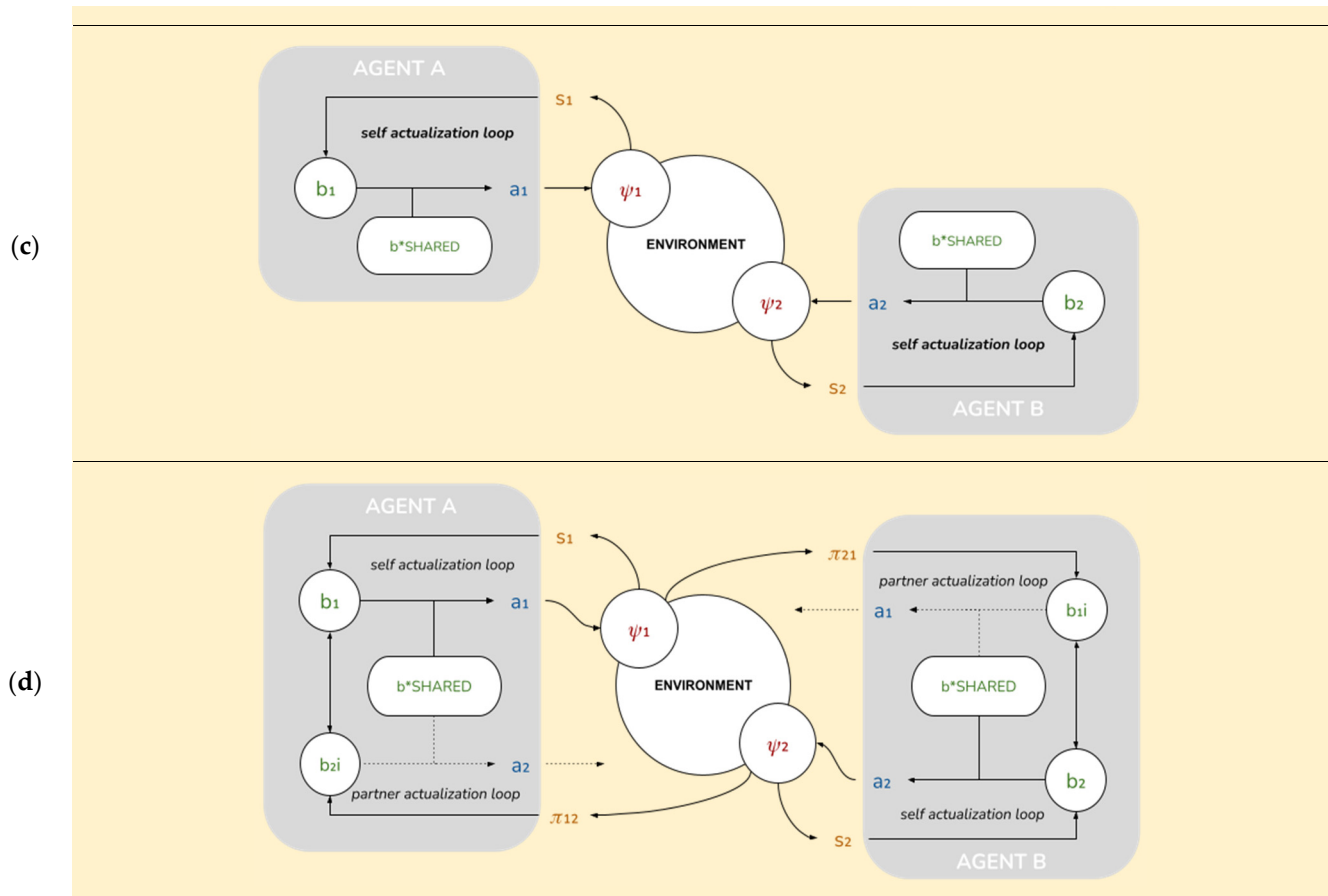 (c)
AGENT A
s₁
self actualization loop
b₁
a₁
b*SHARED
ψ₁
ENVIRONMENT
ψ₂
b*SHARED
a₂
b₂
self actualization loop
s₂
AGENT B
(d)
AGENT A
s₁
self actualization loop
b₁
a₁
b*SHARED
b₂i
a₂
partner actualization loop
π₁₂
ψ₁
ENVIRONMENT
ψ₂
π₂₁
partner actualization loop
a₁
b₁i
b*SHARED
a₂
b₂
self actualization loop
s₂
AGENT B